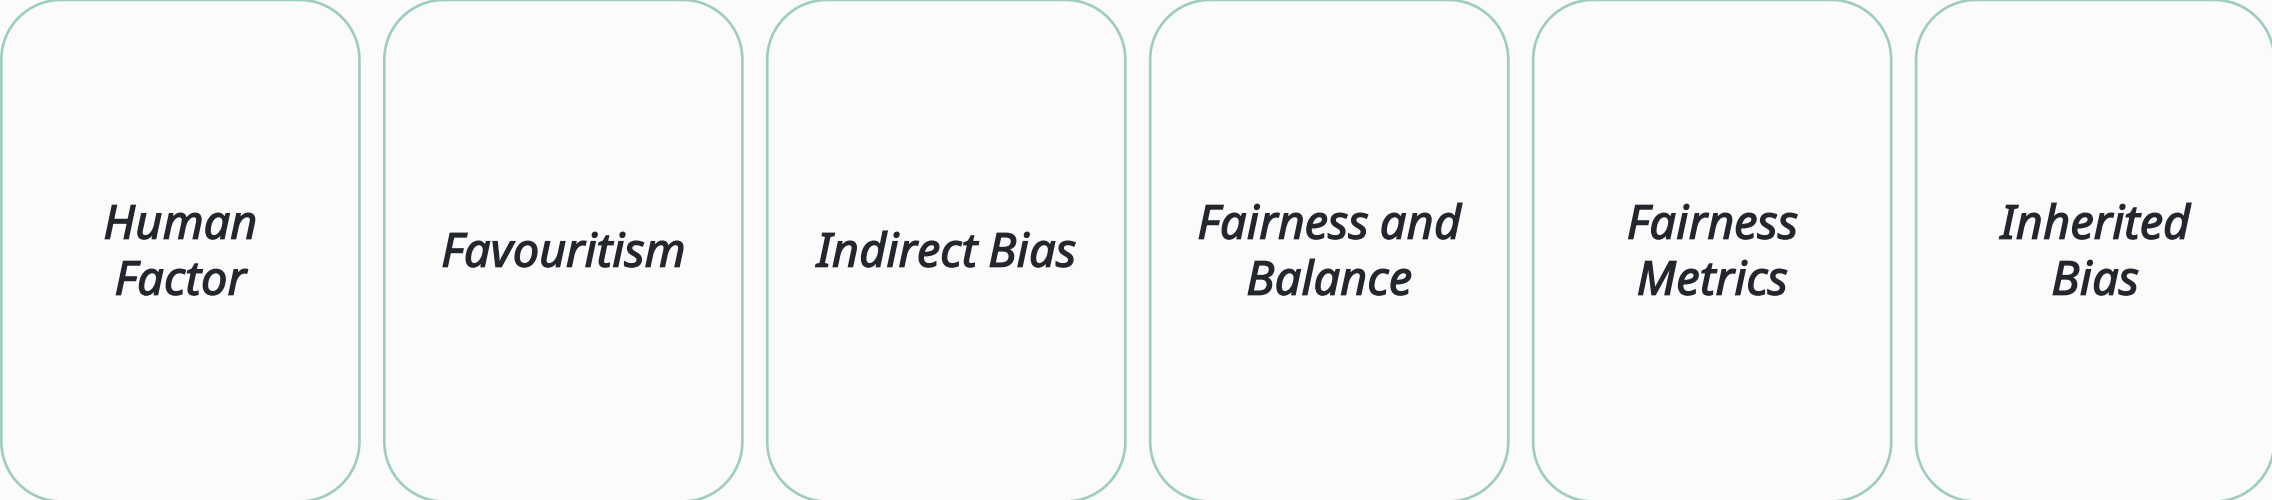 Human
Factor
Favouritism
Indirect Bias
Fairness and
Balance
Fairness
Metrics
Inherited
Bias